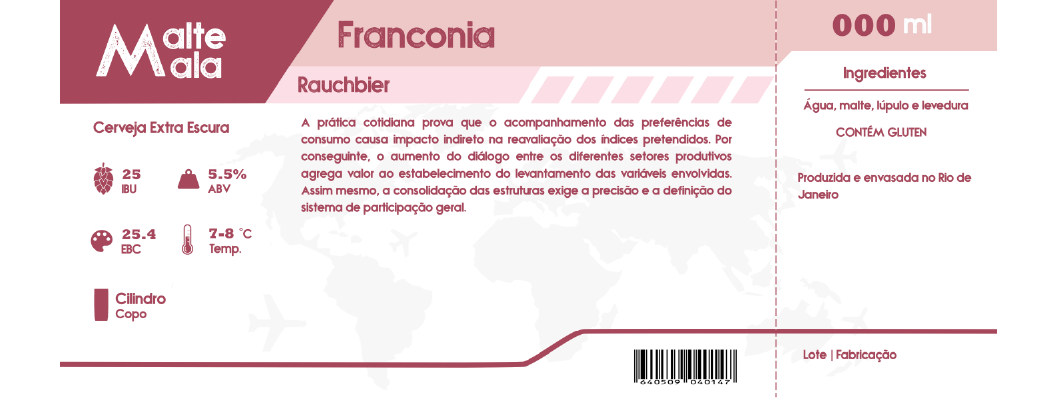 Malte
Mala
Franconia
Rauchbier
Cerveja Extra Escura
25
IBU
5.5%
ABV
25.4
EBC
7-8 °C
Temp.
Cilindro
Copo
A prática cotidiana prova que o acompanhamento das preferências de
consumo causa impacto indireto na reavaliação dos índices pretendidos. Por
conseguinte, o aumento do diálogo entre os diferentes setores produtivos
agrega valor ao estabelecimento do levantamento das variáveis envolvidas.
Assim mesmo, a consolidação das estruturas exige a precisão e a definição do
sistema de participação geral.
640509 040147
000 ml
Ingredientes
Água, malte, lúpulo e levedura
CONTÉM GLUTEN
Produzida e envasada no Rio de
Janeiro
Lote | Fabricação